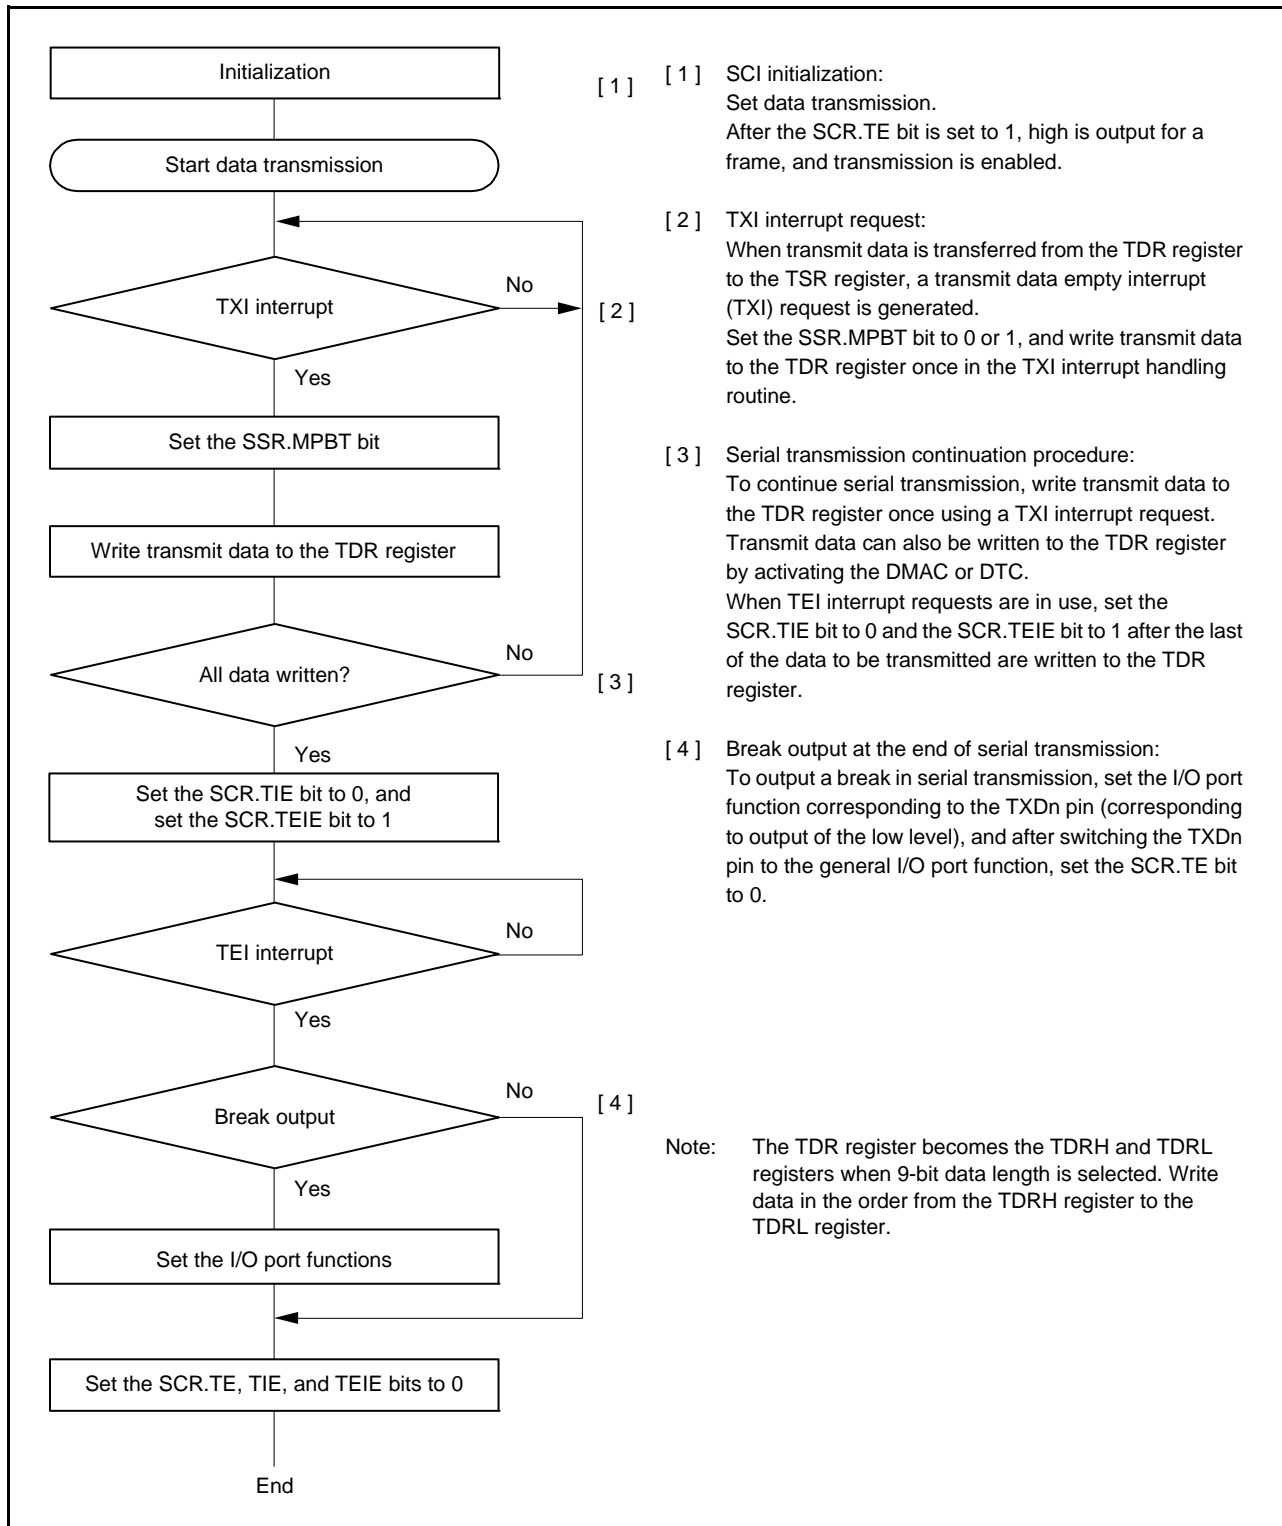 Initialization
[ 1 ]
Start data transmission
TXI interrupt
No
[ 2 ]
Yes
Set the SSR.MPBT bit
Write transmit data to the TDR register
All data written?
No
[ 3 ]
Yes
Set the SCR.TIE bit to 0, and
set the SCR.TEIE bit to 1
TEI interrupt
No
Yes
Break output
No
[ 4 ]
Yes
Set the I/O port functions
Set the SCR.TE, TIE, and TEIE bits to 0
End
[ 1 ] SCI initialization:
Set data transmission.
After the SCR.TE bit is set to 1, high is output for a
frame, and transmission is enabled.
[ 2 ] TXI interrupt request:
When transmit data is transferred from the TDR register
to the TSR register, a transmit data empty interrupt
(TXI) request is generated.
Set the SSR.MPBT bit to 0 or 1, and write transmit data
to the TDR register once in the TXI interrupt handling
routine.
[ 3 ] Serial transmission continuation procedure:
To continue serial transmission, write transmit data to
the TDR register once using a TXI interrupt request.
Transmit data can also be written to the TDR register
by activating the DMAC or DTC.
When TEI interrupt requests are in use, set the
SCR.TIE bit to 0 and the SCR.TEIE bit to 1 after the last
of the data to be transmitted are written to the TDR
register.
[ 4 ] Break output at the end of serial transmission:
To output a break in serial transmission, set the I/O port
function corresponding to the TXDn pin (corresponding
to output of the low level), and after switching the TXDn
pin to the general I/O port function, set the SCR.TE bit
to 0.
Note: The TDR register becomes the TDRH and TDRL
registers when 9-bit data length is selected. Write
data in the order from the TDRH register to the
TDRL register.